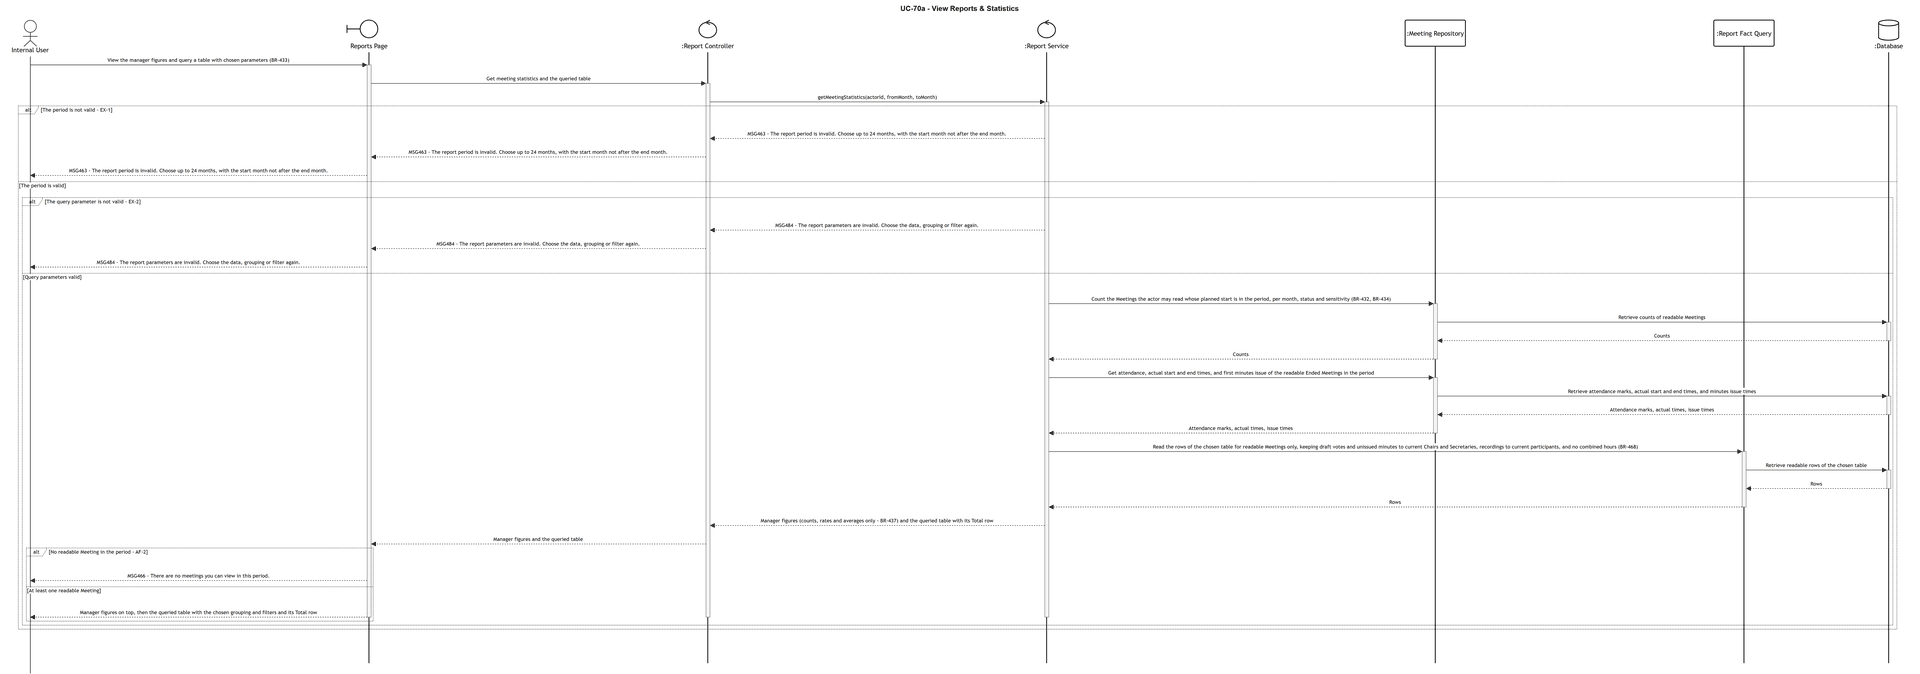 UC-70a - View Reports & Statistics
Internal User
Reports Page
:Report Controller
:Report Service
:Meeting Repository
:Report Fact Query
:Database
View the manager figures and query a table with chosen parameters (BR-433)
Get meeting statistics and the queried table
getMeetingStatistics(actorId, fromMonth, toMonth)
alt [The period is not valid - EX-1]
MSG463 - The report period is invalid. Choose up to 24 months, with the start month not after the end month.
MSG463 - The report period is invalid. Choose up to 24 months, with the start month not after the end month.
MSG463 - The report period is invalid. Choose up to 24 months, with the start month not after the end month.
[The period is valid]
alt [The query parameter is not valid - EX-2]
MSG484 - The report parameters are invalid. Choose the data, grouping or filter again.
MSG484 - The report parameters are invalid. Choose the data, grouping or filter again.
MSG484 - The report parameters are invalid. Choose the data, grouping or filter again.
[Query parameters valid]
Count the Meetings the actor may read whose planned start is in the period, per month, status and sensitivity (BR-432, BR-434)
Retrieve counts of readable Meetings
Counts
Counts
Get attendance, actual start and end times, and first minutes issue of the readable Ended Meetings in the period
Retrieve attendance marks, actual start and end times, and minutes issue times
Attendance marks, actual times, issue times
Attendance marks, actual times, issue times
Read the rows of the chosen table for readable Meetings only, keeping draft votes and unissued minutes to current Chairs and Secretaries, recordings to current participants, and no combined hours (BR-468)
Retrieve readable rows of the chosen table
Rows
Rows
Manager figures (counts, rates and averages only - BR-437) and the queried table with its Total row
Manager figures and the queried table
alt [No readable Meeting in the period - AF-2]
MSG466 - There are no meetings you can view in this period.
[At least one readable Meeting]
Manager figures on top, then the queried table with the chosen grouping and filters and its Total row